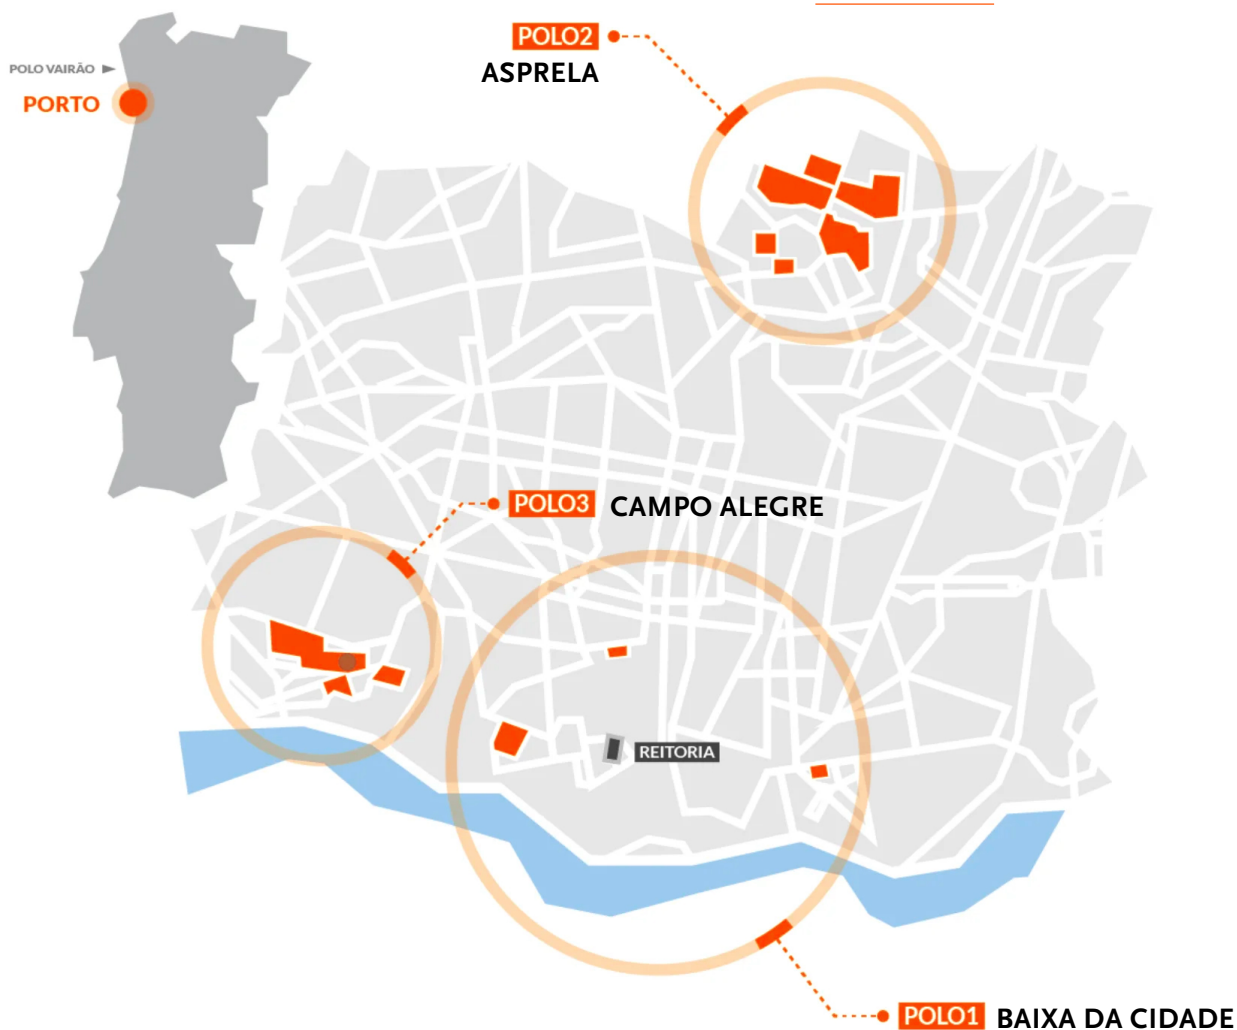 POLO2
ASPRELA
POLO VAIRÃO
PORTO
POLO3 CAMPO ALEGRE
REITORIA
POLO1 BAIXA DA CIDADE